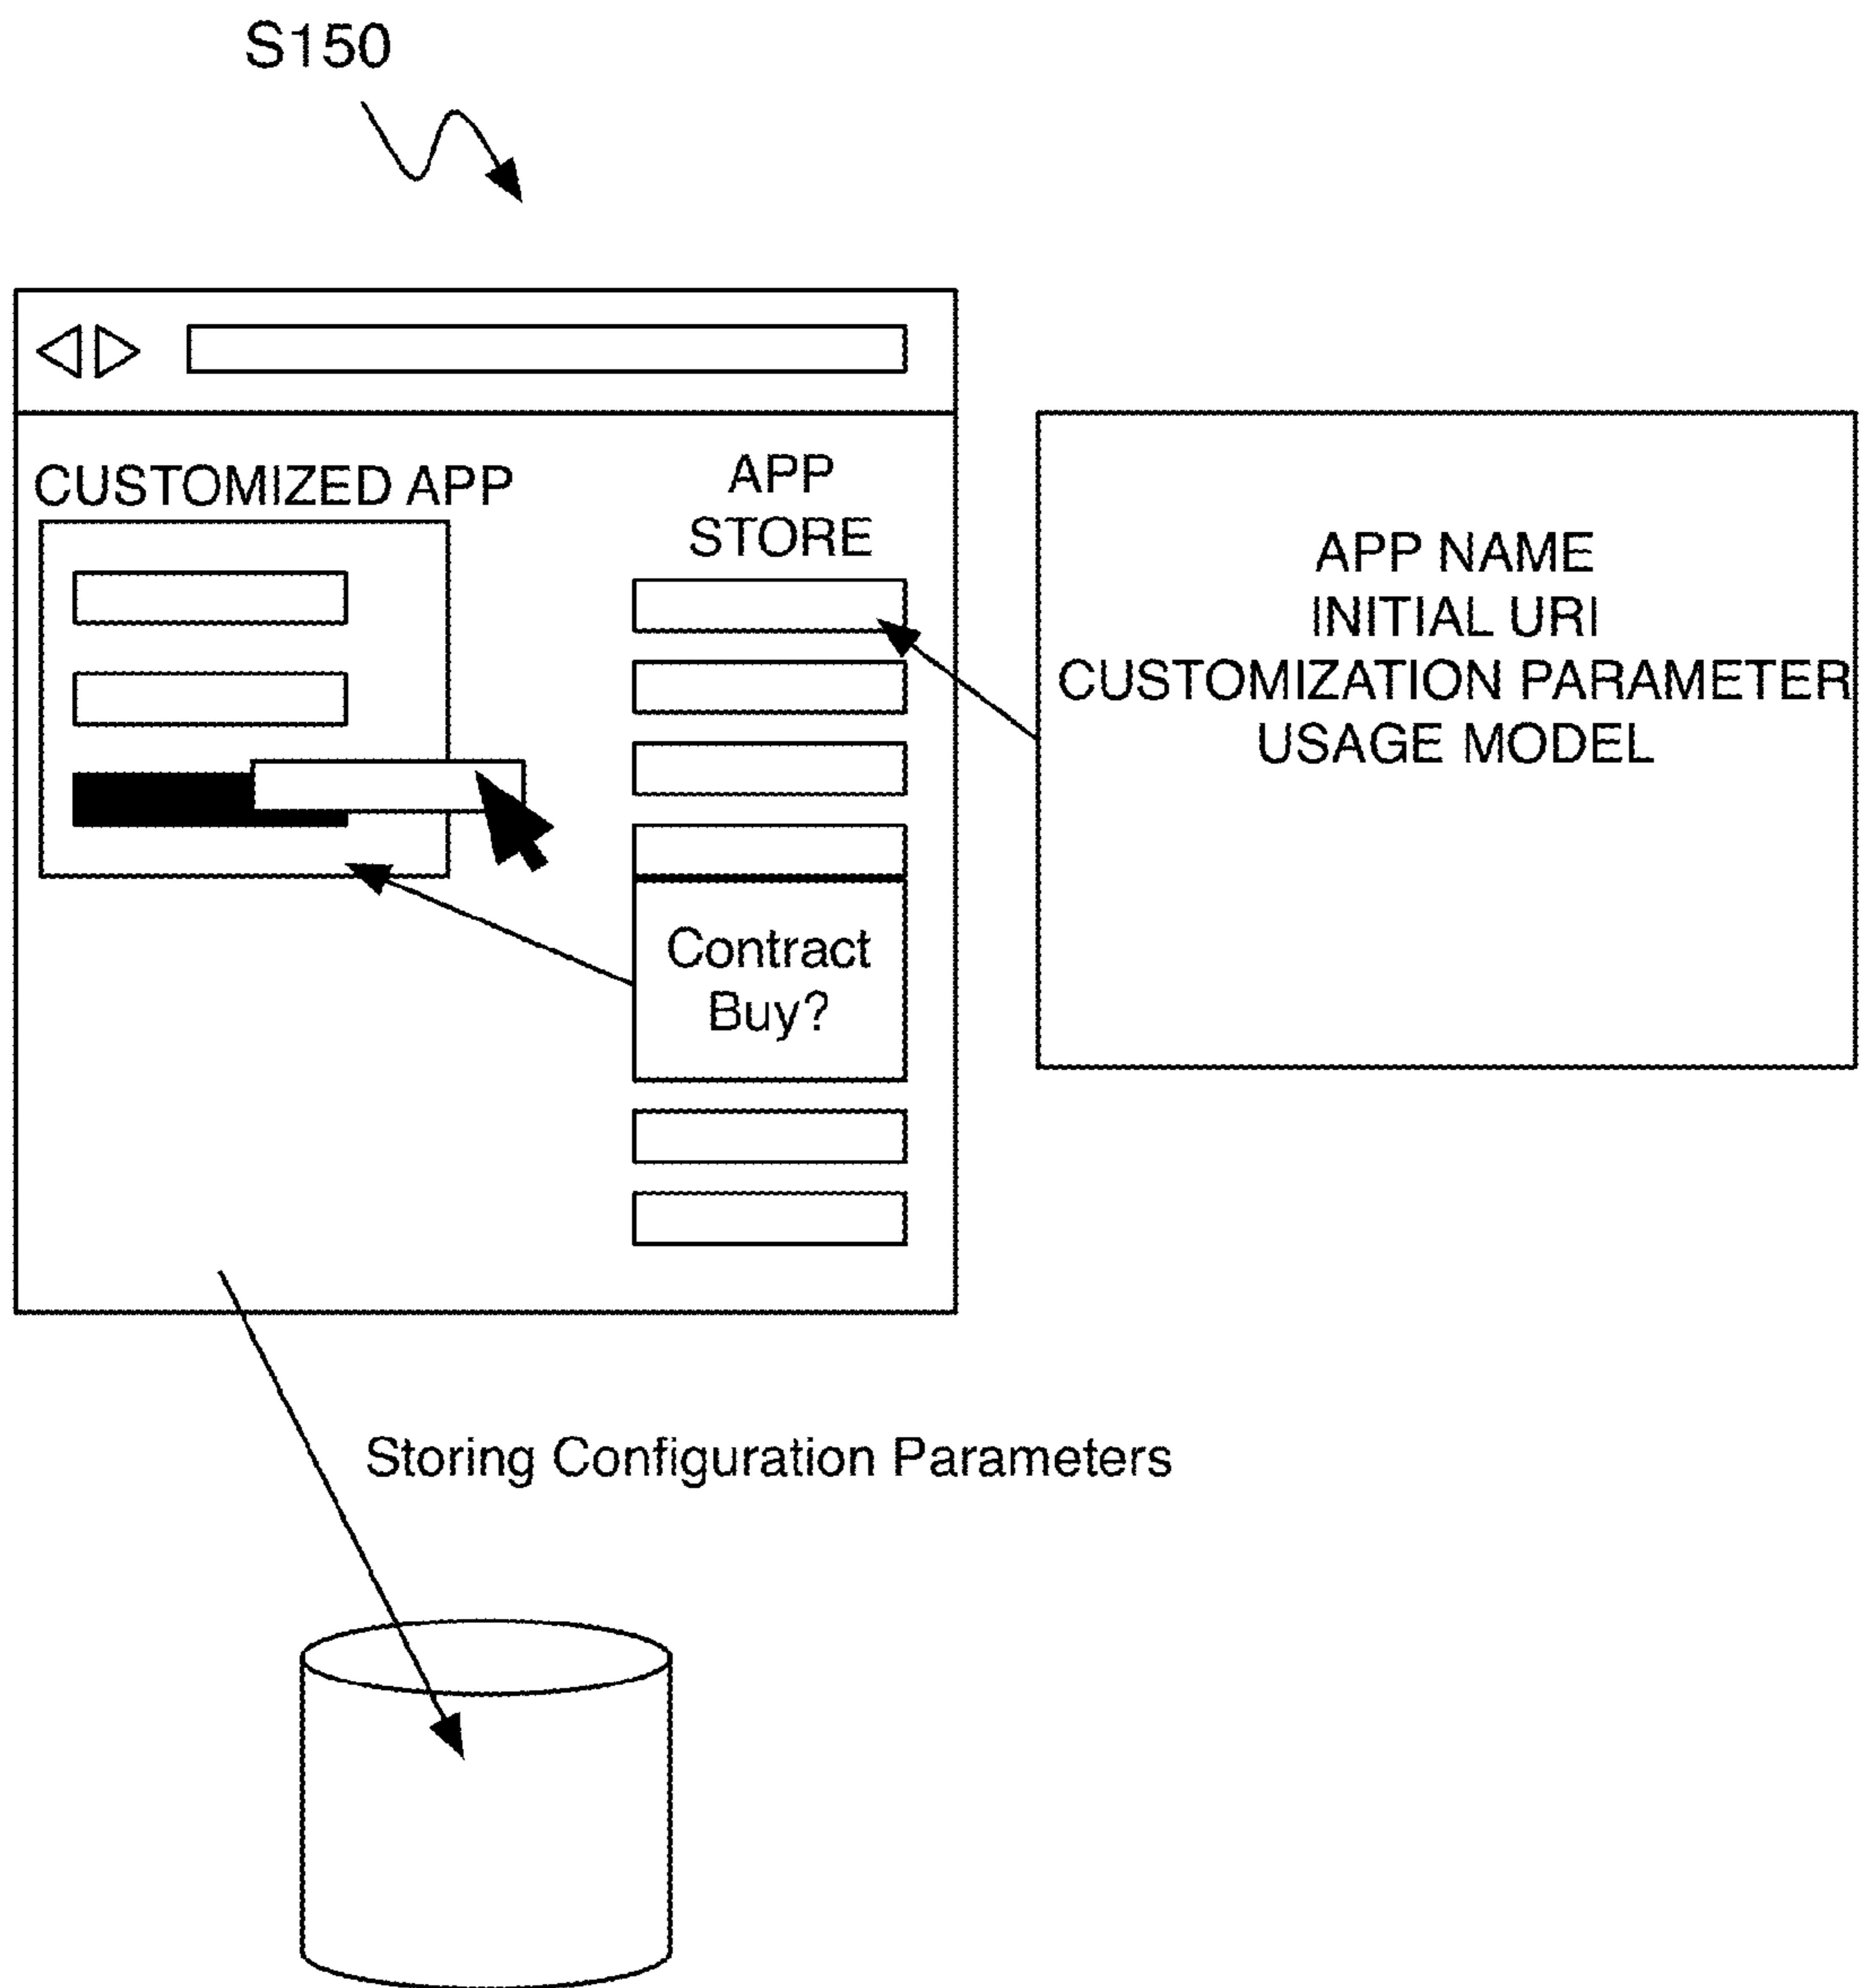 S150
CUSTOMIZED APP
APP
STORE
APP NAME
INITIAL URI
CUSTOMIZATION PARAMETER
USAGE MODEL
Contract
Buy?
Storing Configuration Parameters